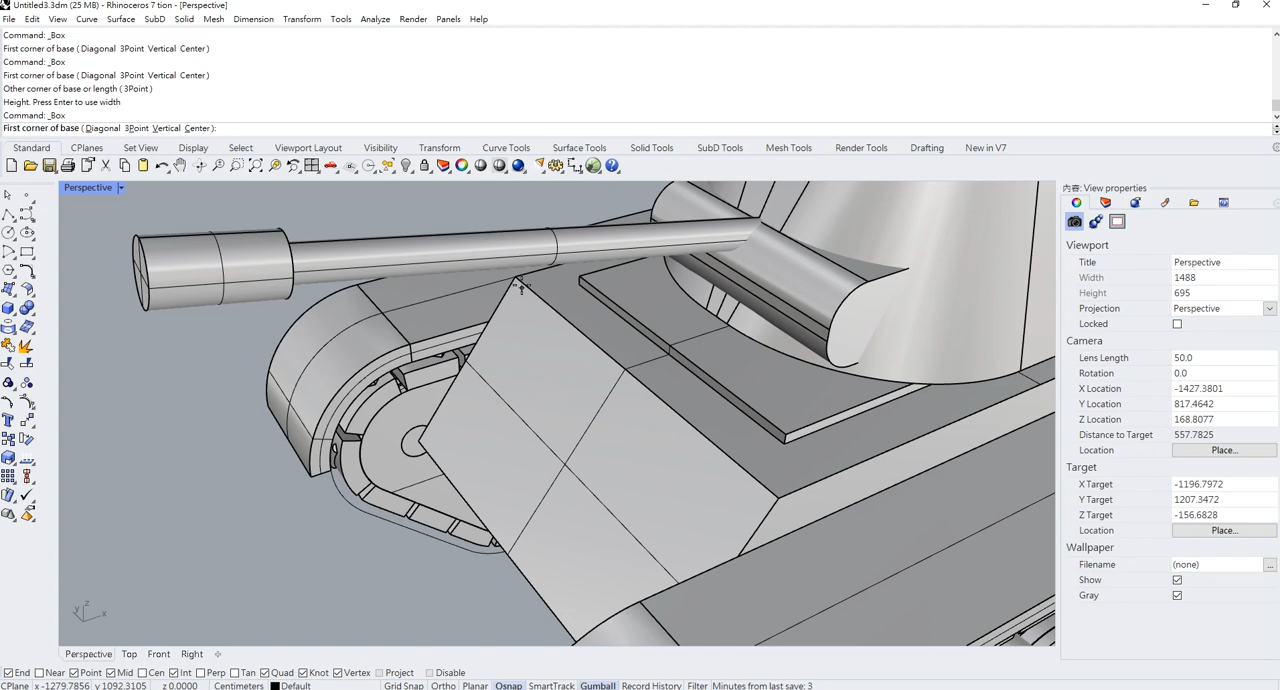 Untitled3.3dm (25 MB) - Rhinoceros 7 tion - [Perspective]
File Edit View Curve Surface SubD Solid Mesh Dimension Transform Tools Analyze Render Panels Help
Command: _Box
First corner of base ( Diagonal 3Point Vertical Center )
Command: _Box
First corner of base ( Diagonal 3Point Vertical Center )
Other corner of base or length ( 3Point )
Height. Press Enter to use width
Command: _Box
First corner of base ( Diagonal 3Point Vertical Center ):
Standard CPlanes Set View Display Select Viewport Layout Visibility Transform Curve Tools Surface Tools Solid Tools SubD Tools Mesh Tools Render Tools Drafting New in V7
Perspective
內容: View properties
Viewport
Title Perspective
Width 1488
Height 695
Projection Perspective
Locked
Camera
Lens Length 50.0
Rotation 0.0
X Location -1427.3801
Y Location 817.4642
Z Location 168.8077
Distance to Target 557.7825
Location Place...
Target
X Target -1196.7972
Y Target 1207.3472
Z Target -156.6828
Location Place...
Wallpaper
Filename (none) ...
Show
Gray
z
y x
Perspective Top Front Right
End Near Point Mid Cen Int Perp Tan Quad Knot Vertex Project Disable
CPlane x -1279.7856 y 1092.3105 z 0.0000 Centimeters Default Grid Snap Ortho Planar Osnap SmartTrack Gumball Record History Filter Minutes from last save: 3